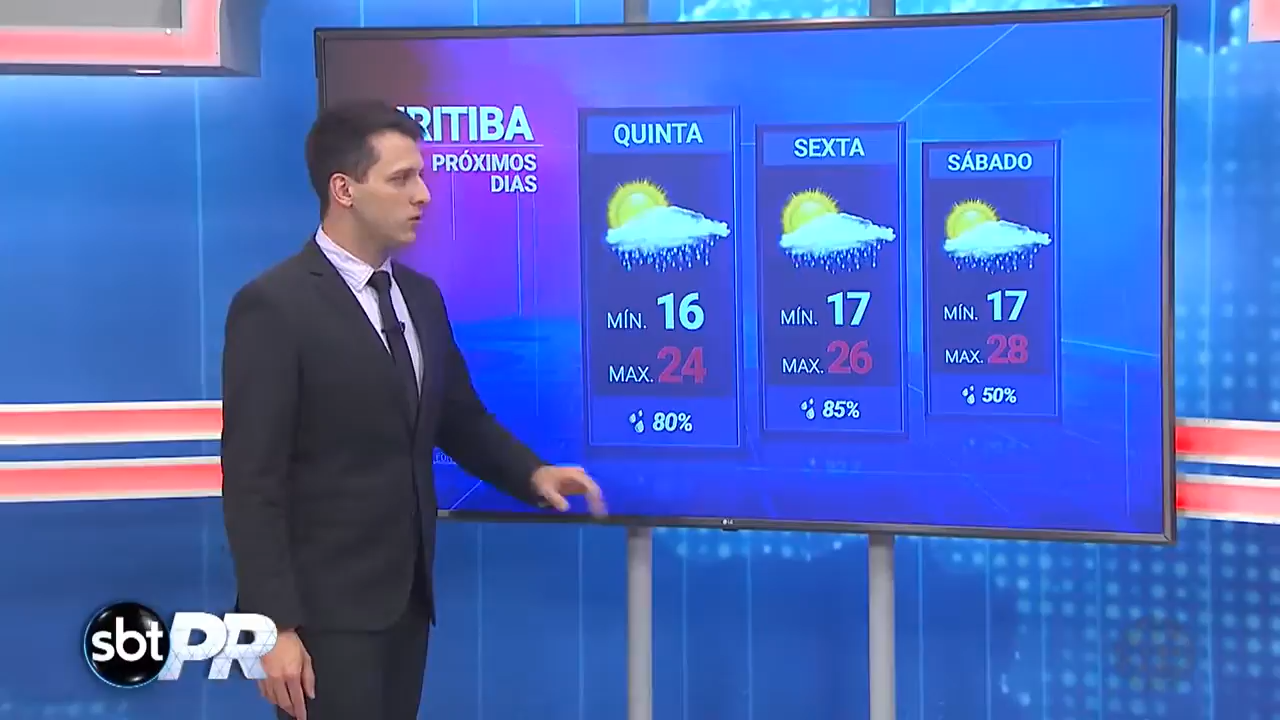 RITIBA
PRÓXIMOS
DIAS
QUINTA
MÍN. 16
MAX. 24
80%
SEXTA
MÍN. 17
MAX. 26
85%
SÁBADO
MÍN. 17
MAX. 28
50%
LG
sbt PR